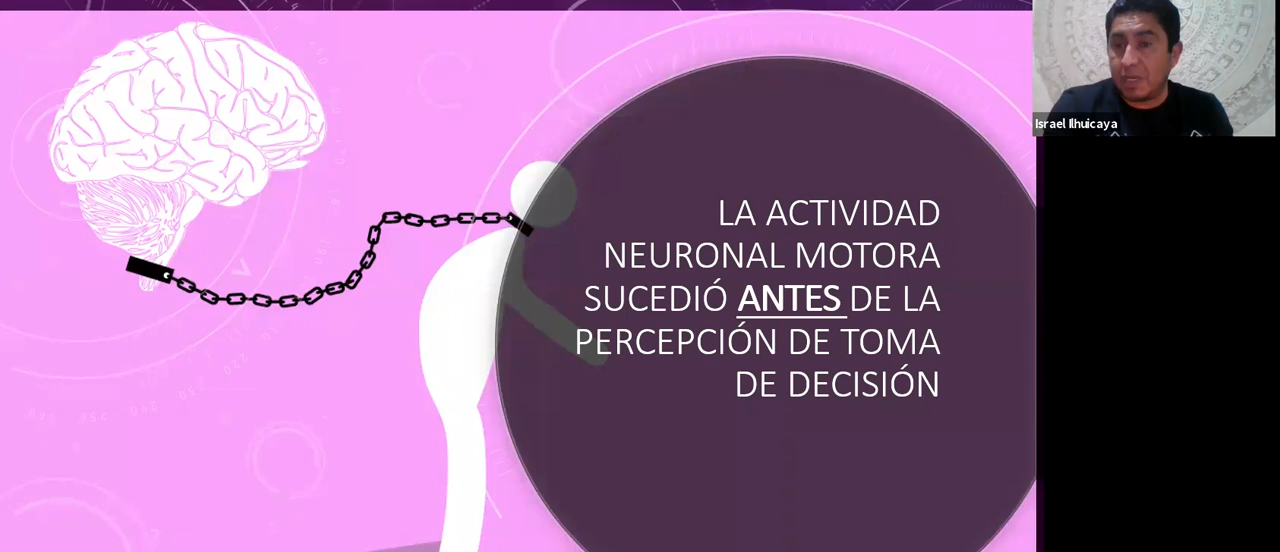 Israel Ilhuicaya
LA ACTIVIDAD
NEURONAL MOTORA
SUCEDIÓ ANTES DE LA
PERCEPCIÓN DE TOMA
DE DECISIÓN